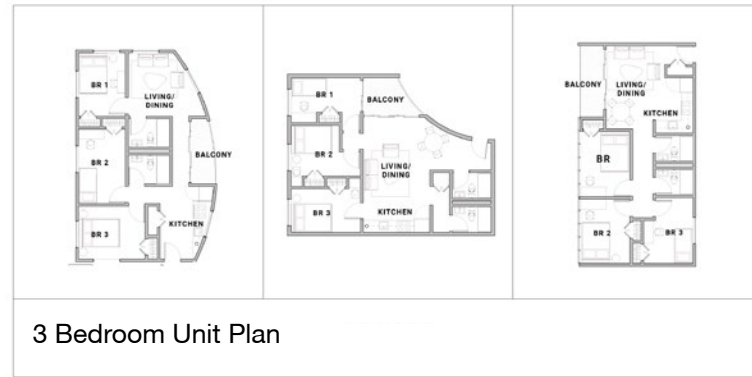 BR 1
LIVING/
DINING
BR 2
BALCONY
KITCHEN
BR 3
BR 1
BALCONY
BR 2
LIVING/
DINING
BR 3
KITCHEN
BALCONY
LIVING/
DINING
KITCHEN
BR
BR 2
BR 3
3 Bedroom Unit Plan